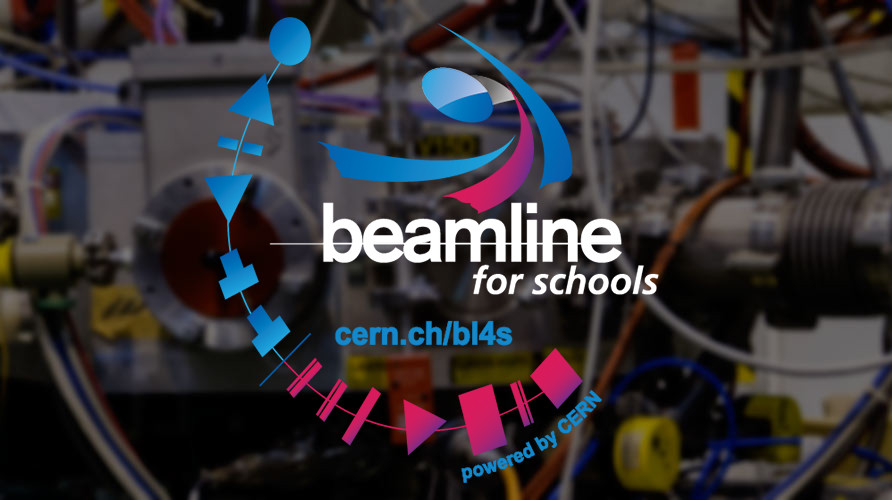 beamline
for schools
cern.ch/bl4s
powered by CERN